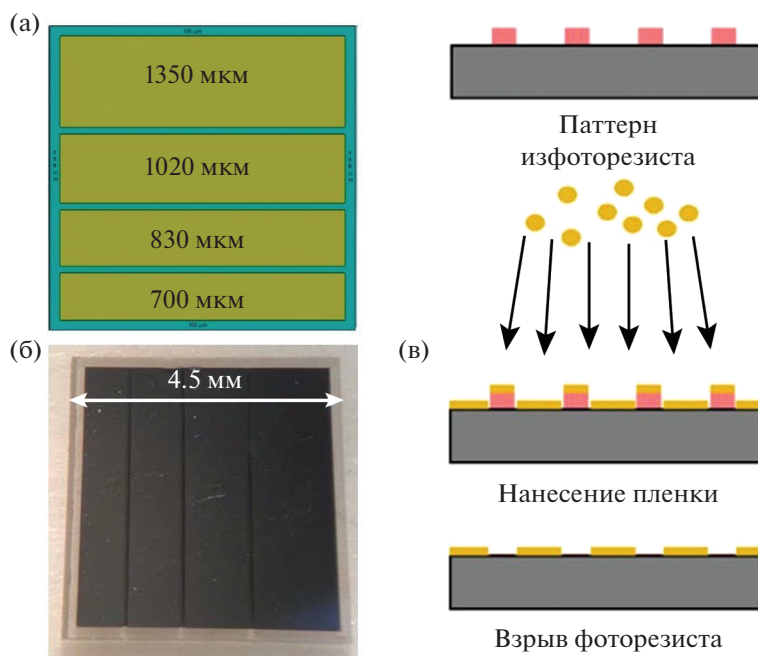 (а)
1350 мкм
1020 мкм
830 мкм
700 мкм
(б)
4.5 мм
Паттерн
изфоторезиста
(в)
Нанесение пленки
Взрыв фоторезиста